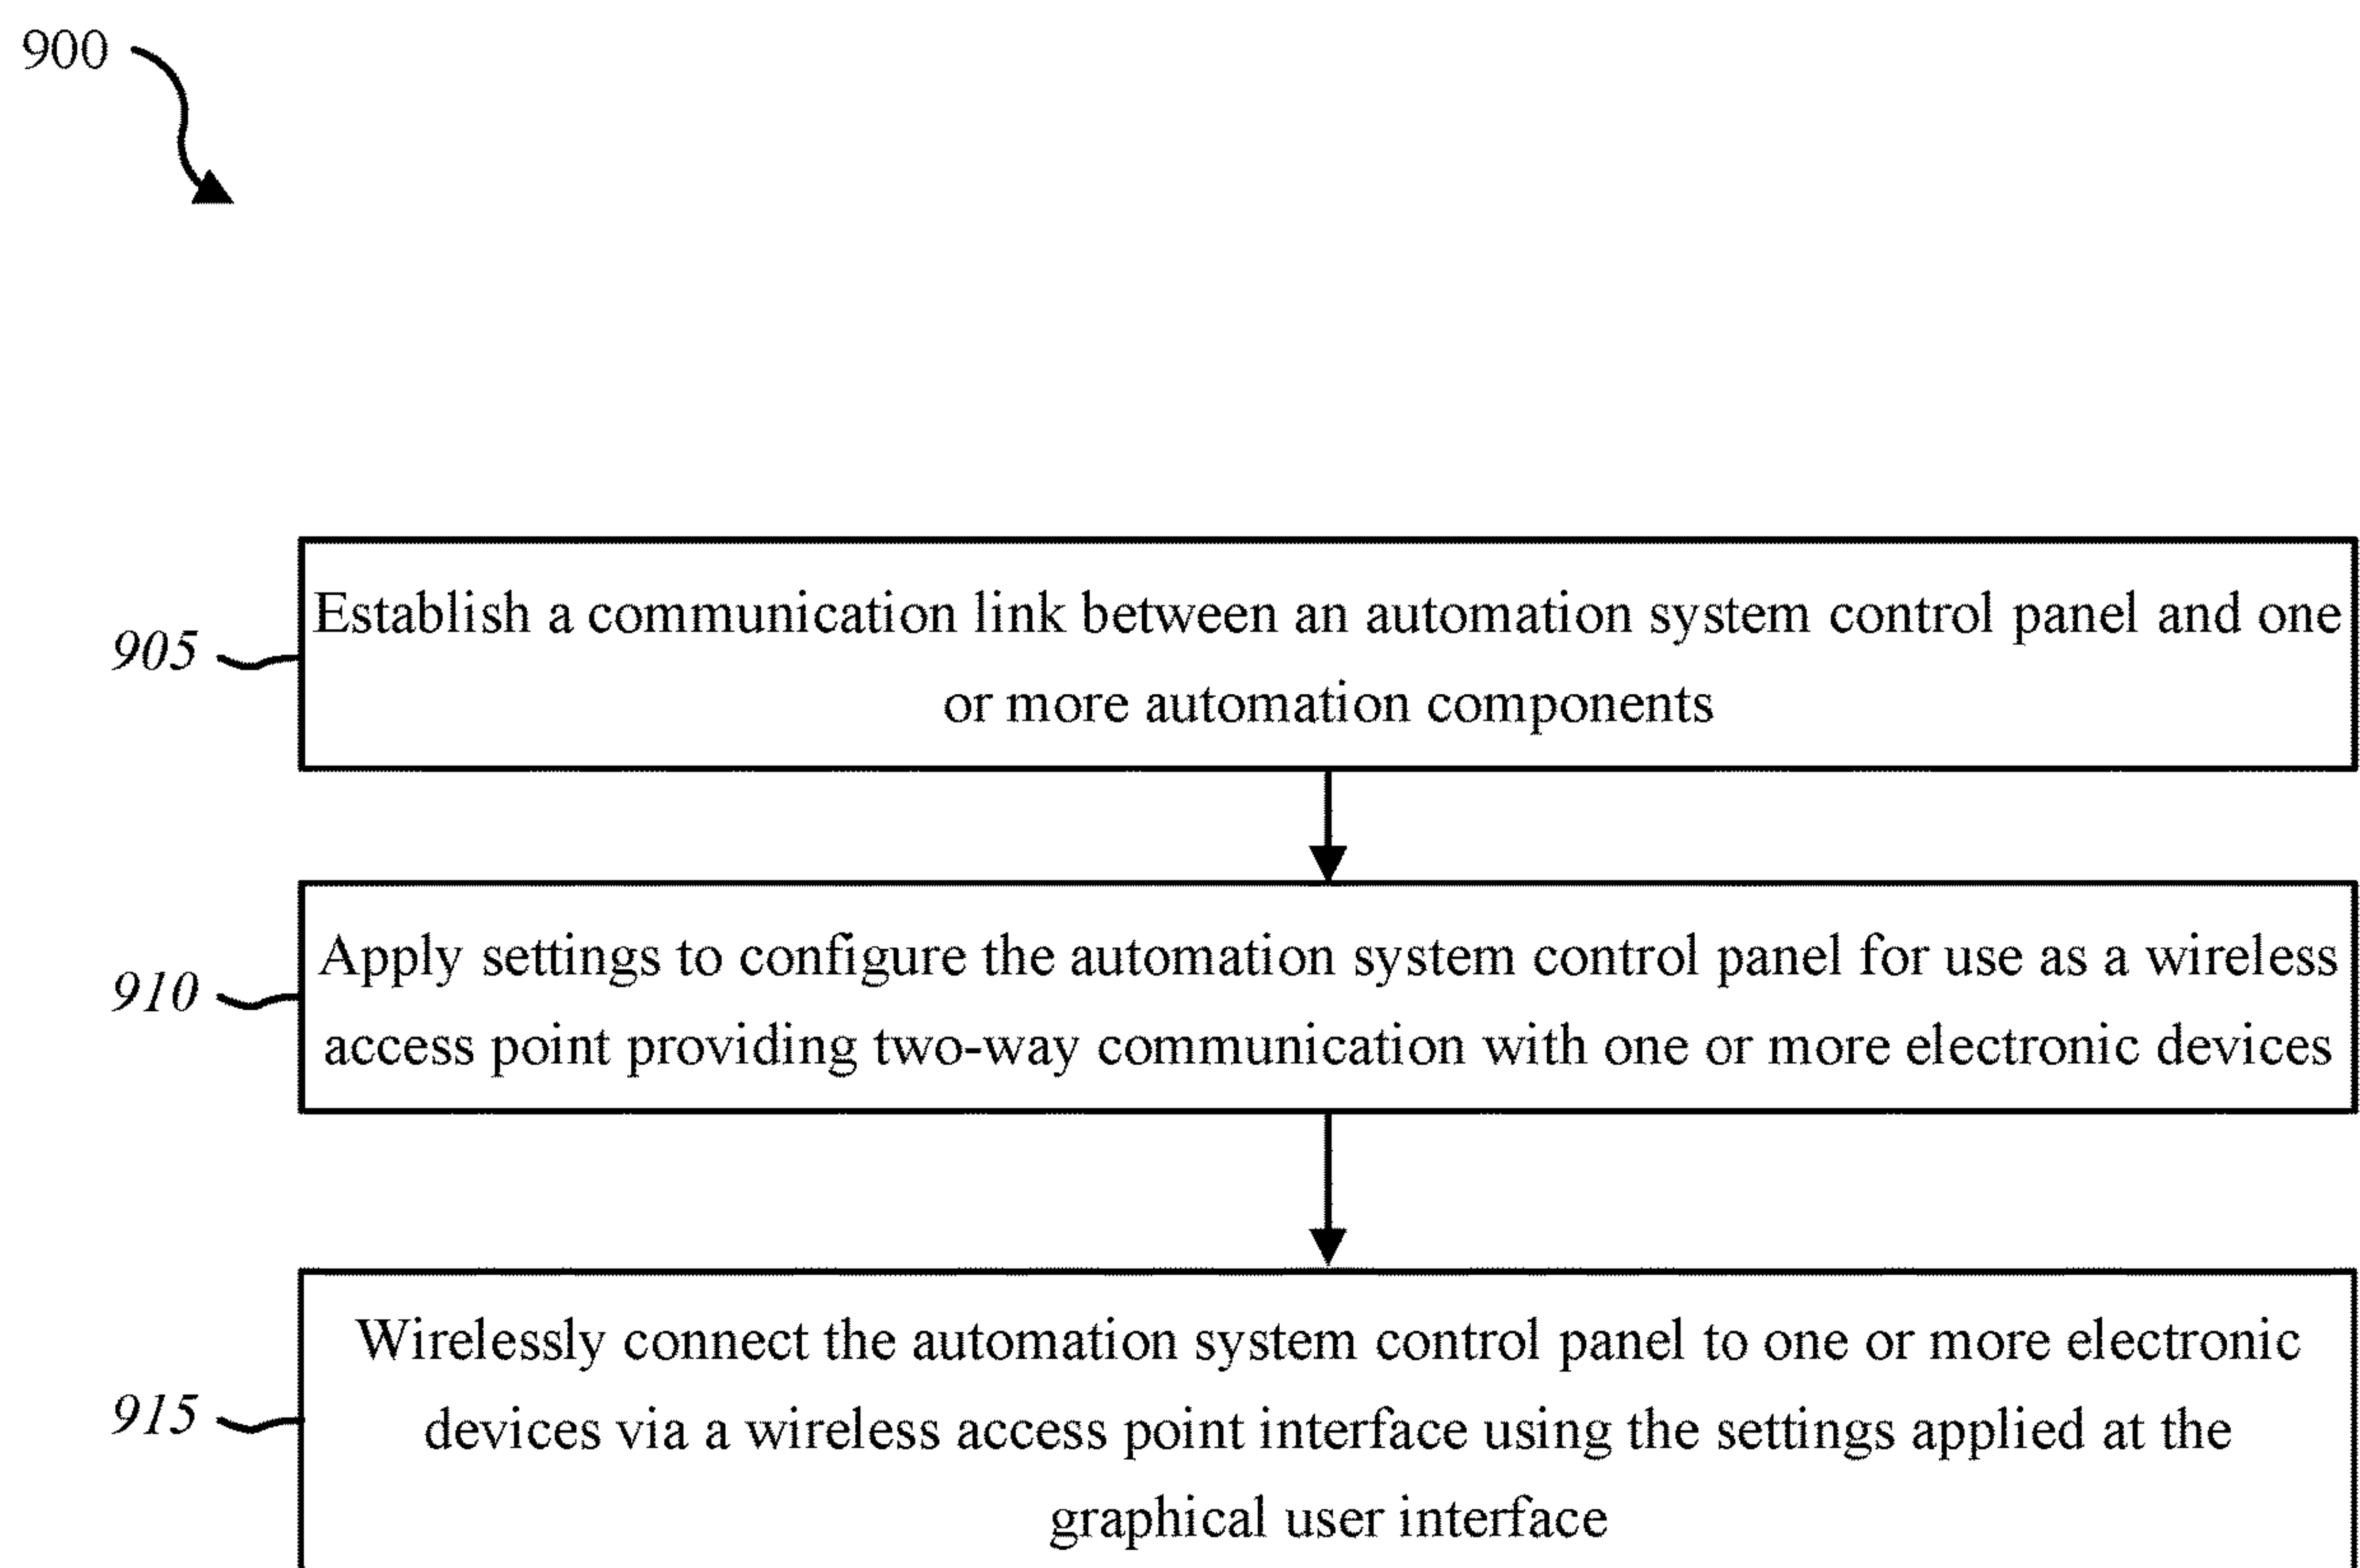 900
905
Establish a communication link between an automation system control panel and one
or more automation components
910
Apply settings to configure the automation system control panel for use as a wireless
access point providing two-way communication with one or more electronic devices
915
Wirelessly connect the automation system control panel to one or more electronic
devices via a wireless access point interface using the settings applied at the
graphical user interface